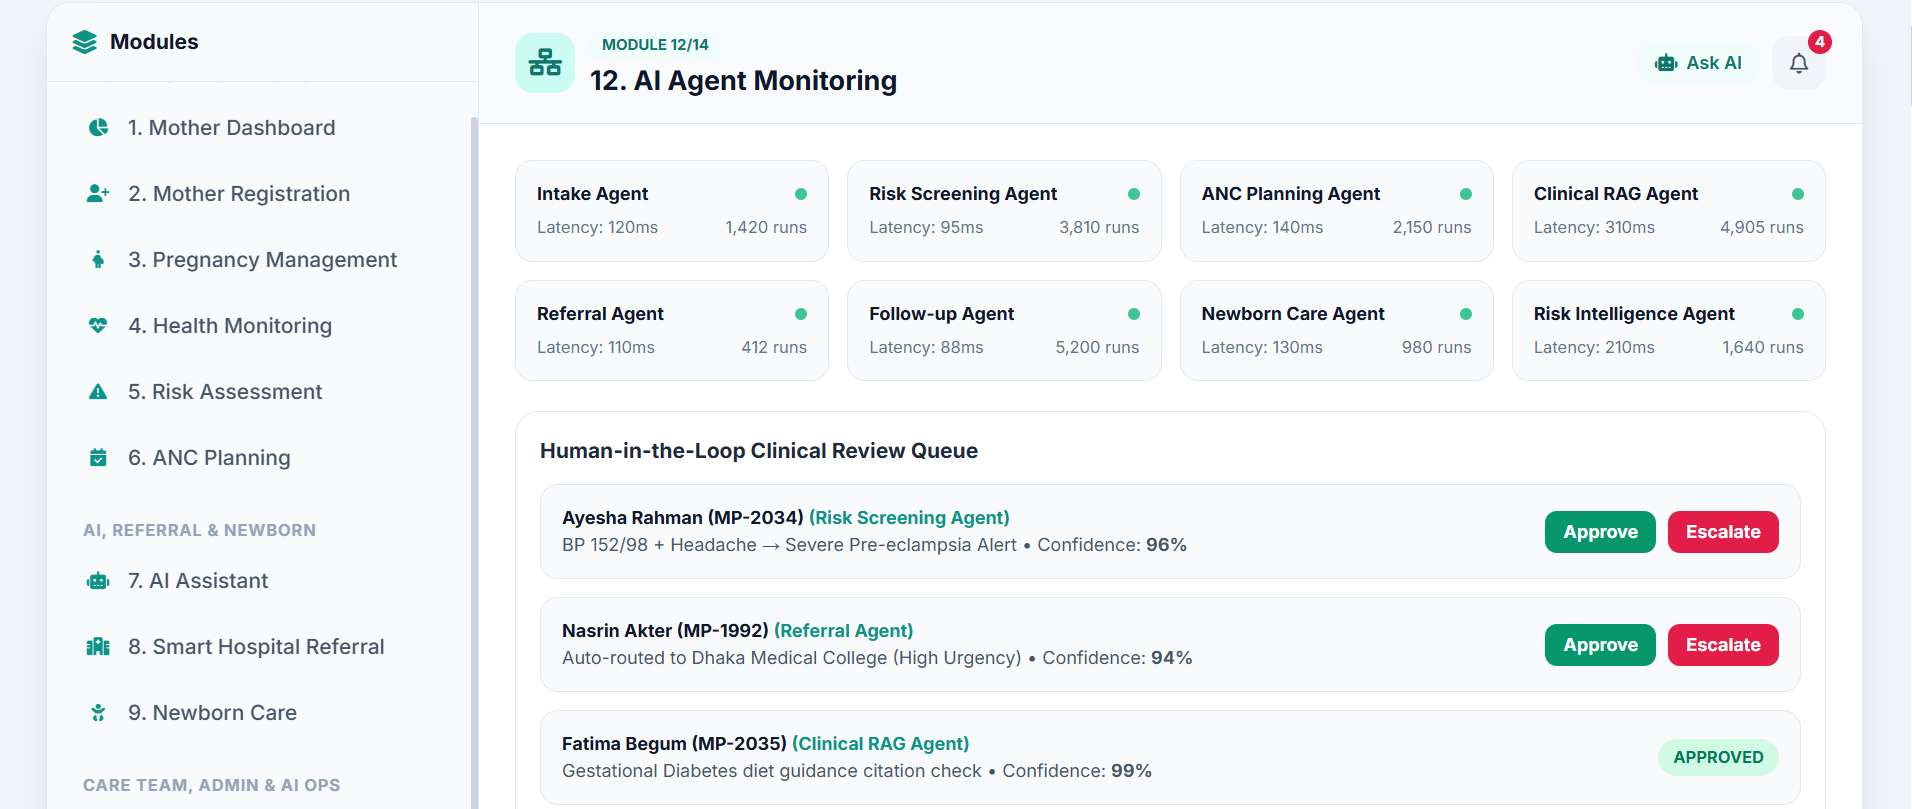 Modules
1. Mother Dashboard
2. Mother Registration
3. Pregnancy Management
4. Health Monitoring
5. Risk Assessment
6. ANC Planning
AI, REFERRAL & NEWBORN
7. AI Assistant
8. Smart Hospital Referral
9. Newborn Care
CARE TEAM, ADMIN & AI OPS
MODULE 12/14
12. AI Agent Monitoring
Ask AI
4
Intake Agent
Latency: 120ms 1,420 runs
Risk Screening Agent
Latency: 95ms 3,810 runs
ANC Planning Agent
Latency: 140ms 2,150 runs
Clinical RAG Agent
Latency: 310ms 4,905 runs
Referral Agent
Latency: 110ms 412 runs
Follow-up Agent
Latency: 88ms 5,200 runs
Newborn Care Agent
Latency: 130ms 980 runs
Risk Intelligence Agent
Latency: 210ms 1,640 runs
Human-in-the-Loop Clinical Review Queue
Ayesha Rahman (MP-2034) (Risk Screening Agent)
BP 152/98 + Headache → Severe Pre-eclampsia Alert • Confidence: 96%
Approve Escalate
Nasrin Akter (MP-1992) (Referral Agent)
Auto-routed to Dhaka Medical College (High Urgency) • Confidence: 94%
Approve Escalate
Fatima Begum (MP-2035) (Clinical RAG Agent)
Gestational Diabetes diet guidance citation check • Confidence: 99%
APPROVED